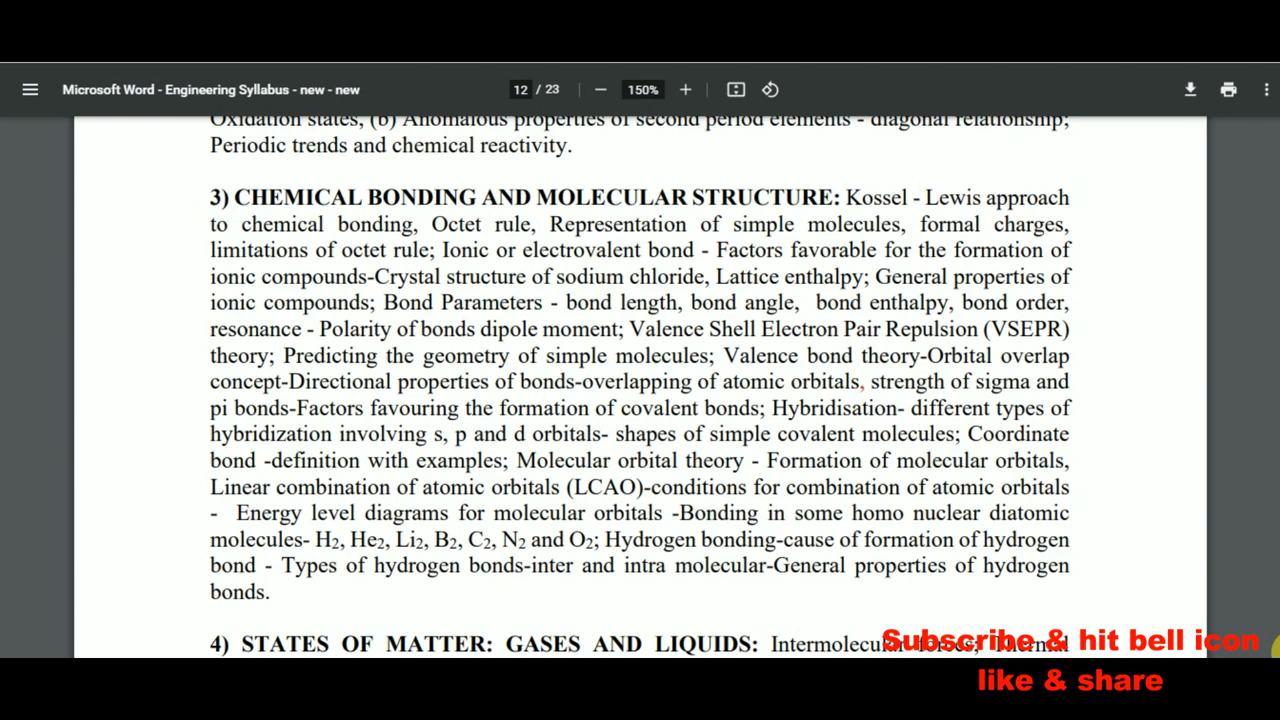 Microsoft Word - Engineering Syllabus - new - new
12 / 23
150%
Oxidation states, (b) Anomalous properties of second period elements - diagonal relationship;
Periodic trends and chemical reactivity.
3) CHEMICAL BONDING AND MOLECULAR STRUCTURE: Kossel - Lewis approach
to chemical bonding, Octet rule, Representation of simple molecules, formal charges,
limitations of octet rule; Ionic or electrovalent bond - Factors favorable for the formation of
ionic compounds-Crystal structure of sodium chloride, Lattice enthalpy; General properties of
ionic compounds; Bond Parameters - bond length, bond angle, bond enthalpy, bond order,
resonance - Polarity of bonds dipole moment; Valence Shell Electron Pair Repulsion (VSEPR)
theory; Predicting the geometry of simple molecules; Valence bond theory-Orbital overlap
concept-Directional properties of bonds-overlapping of atomic orbitals, strength of sigma and
pi bonds-Factors favouring the formation of covalent bonds; Hybridisation- different types of
hybridization involving s, p and d orbitals- shapes of simple covalent molecules; Coordinate
bond -definition with examples; Molecular orbital theory - Formation of molecular orbitals,
Linear combination of atomic orbitals (LCAO)-conditions for combination of atomic orbitals
- Energy level diagrams for molecular orbitals -Bonding in some homo nuclear diatomic
molecules- H₂, He₂, Li₂, B₂, C₂, N₂ and O₂; Hydrogen bonding-cause of formation of hydrogen
bond - Types of hydrogen bonds-inter and intra molecular-General properties of hydrogen
bonds.
4) STATES OF MATTER: GASES AND LIQUIDS: Intermolecular forces; Thermal
Subscribe & hit bell icon
like & share